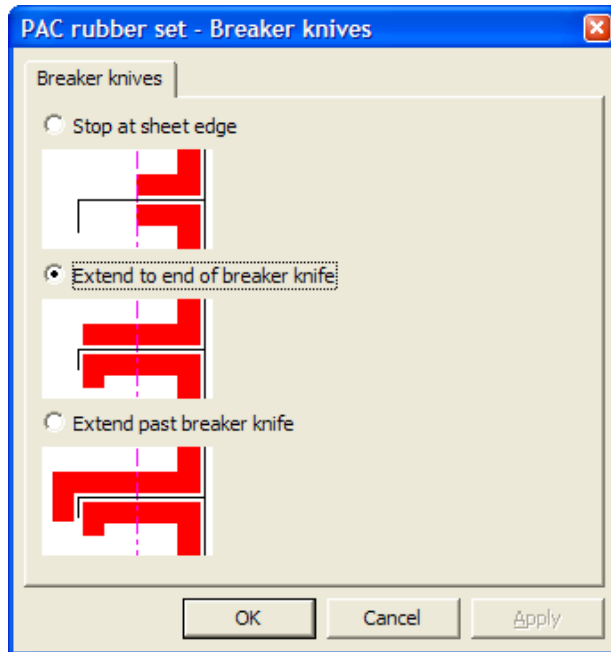 PAC rubber set - Breaker knives
Breaker knives
Stop at sheet edge
Extend to end of breaker knife
Extend past breaker knife
OK Cancel Apply